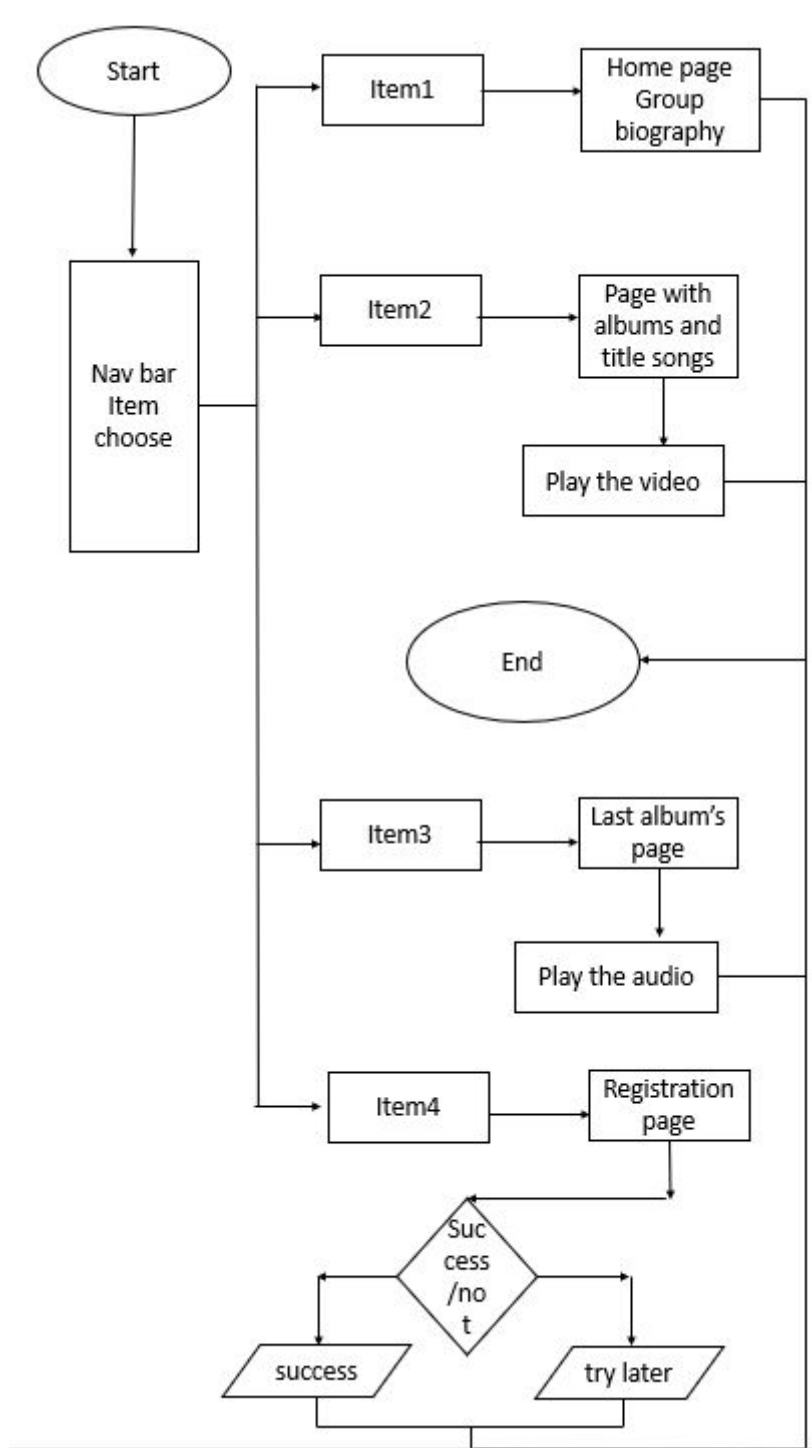 Start
Item1
Home page
Group
biography
Nav bar
Item
choose
Item2
Page with
albums and
title songs
Play the video
End
Item3
Last album's
page
Play the audio
Item4
Registration
page
Suc
cess
/no
t
success
try later